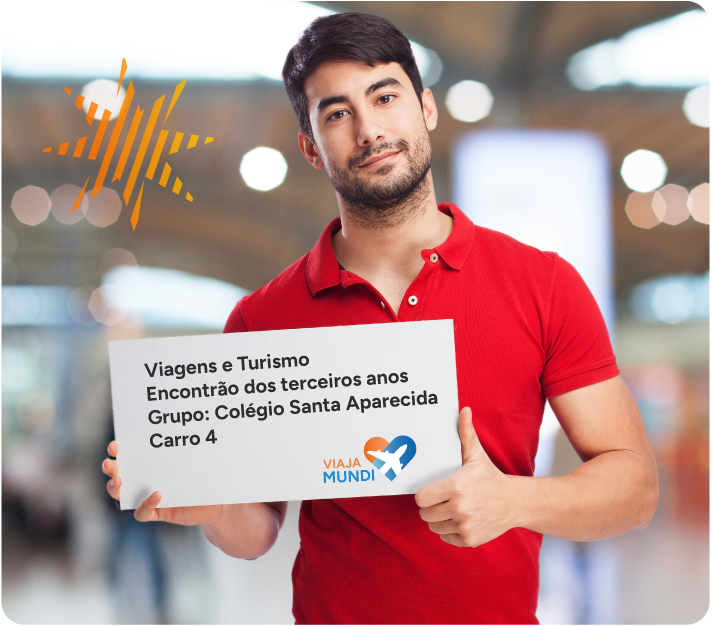 Viagens e Turismo
Encontrão dos terceiros anos
Grupo: Colégio Santa Aparecida
Carro 4
VIAJA
MUNDI